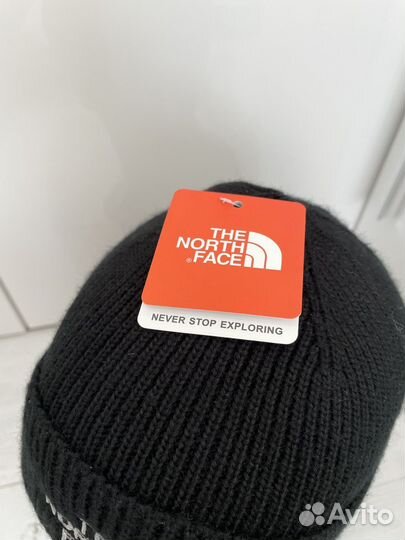 THE
NORTH
FACE
®
NEVER STOP EXPLORING
Avito